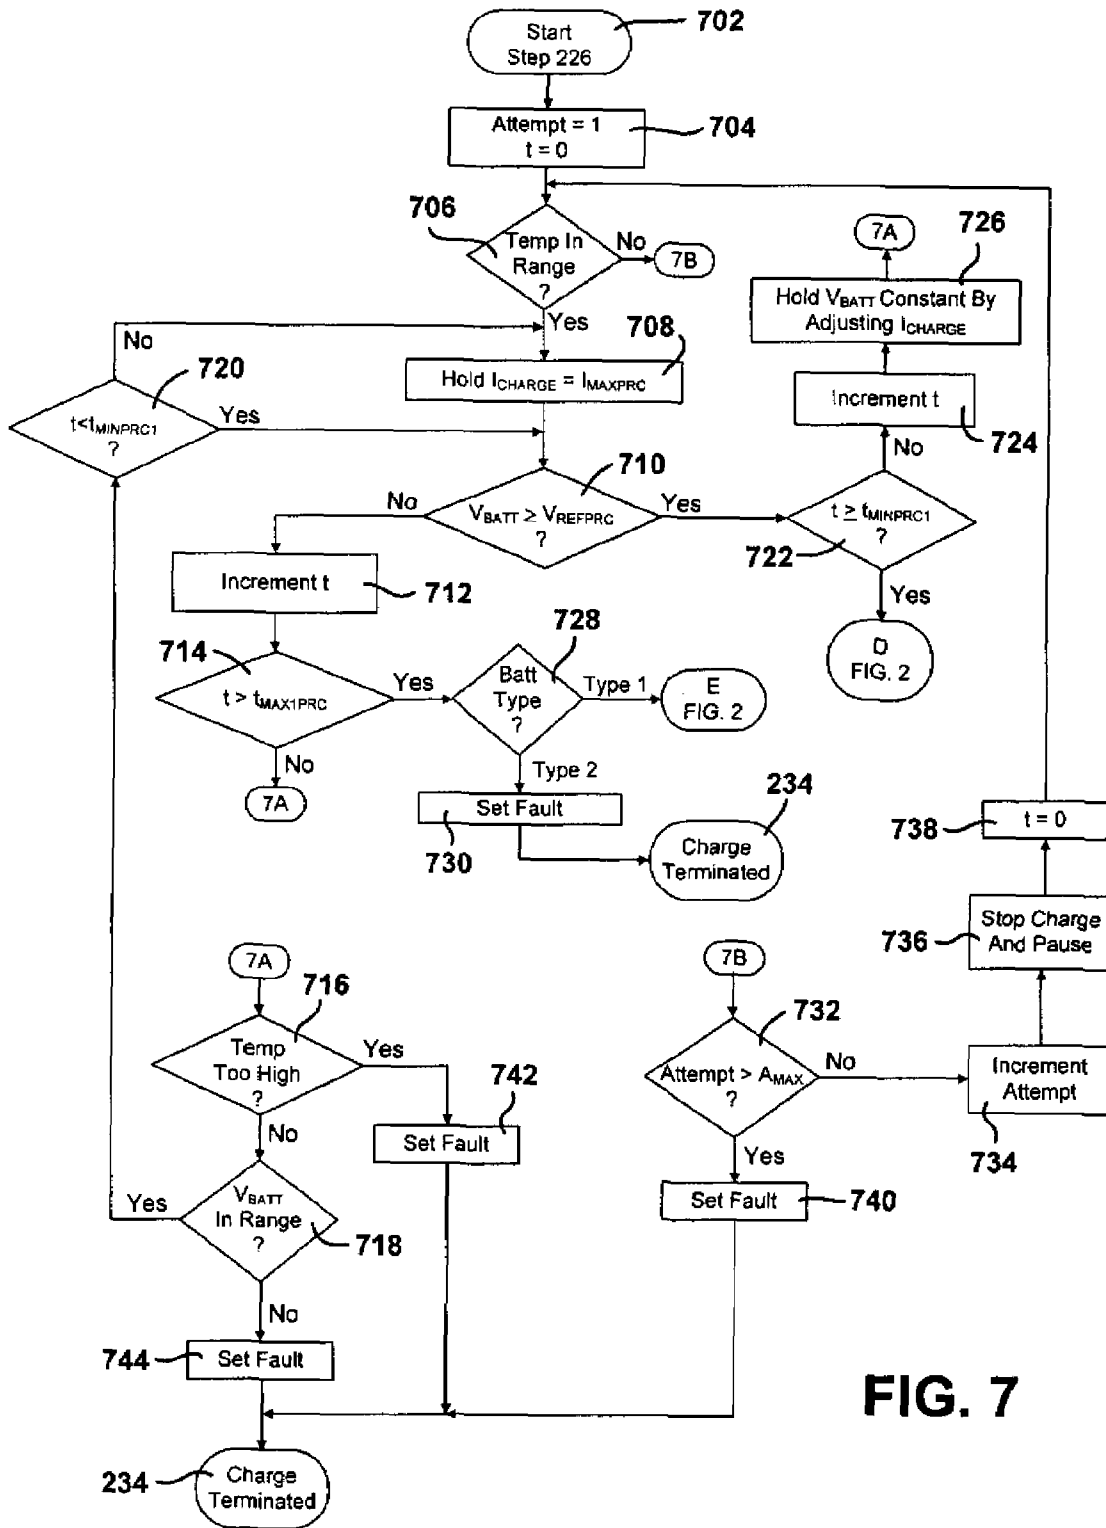 702
Start
Step 226
704
Attempt = 1
t = 0
706
Temp In
Range
?
No
7B
Yes
726
7A
Hold VBATT Constant By
Adjusting ICHARGE
708
Hold ICHARGE = IMAXPRC
No
720
t<tMINPRC1
?
Yes
Increment t
724
No
710
VBATT ≥ VREFPRC
?
No
Yes
t ≥ tMINPRC1
?
722
Yes
D
FIG. 2
Increment t
712
714
t > tMAX1PRC
Yes
No
7A
728
Batt
Type
?
Type 1
E
FIG. 2
Type 2
Set Fault
730
234
Charge
Terminated
738
t = 0
736
Stop Charge
And Pause
7A
716
Temp
Too High
?
Yes
No
742
Set Fault
7B
732
Attempt > AMAX
?
No
Increment
Attempt
734
Yes
Set Fault
740
Yes
VBATT
In Range
?
718
No
744
Set Fault
234
Charge
Terminated
FIG. 7